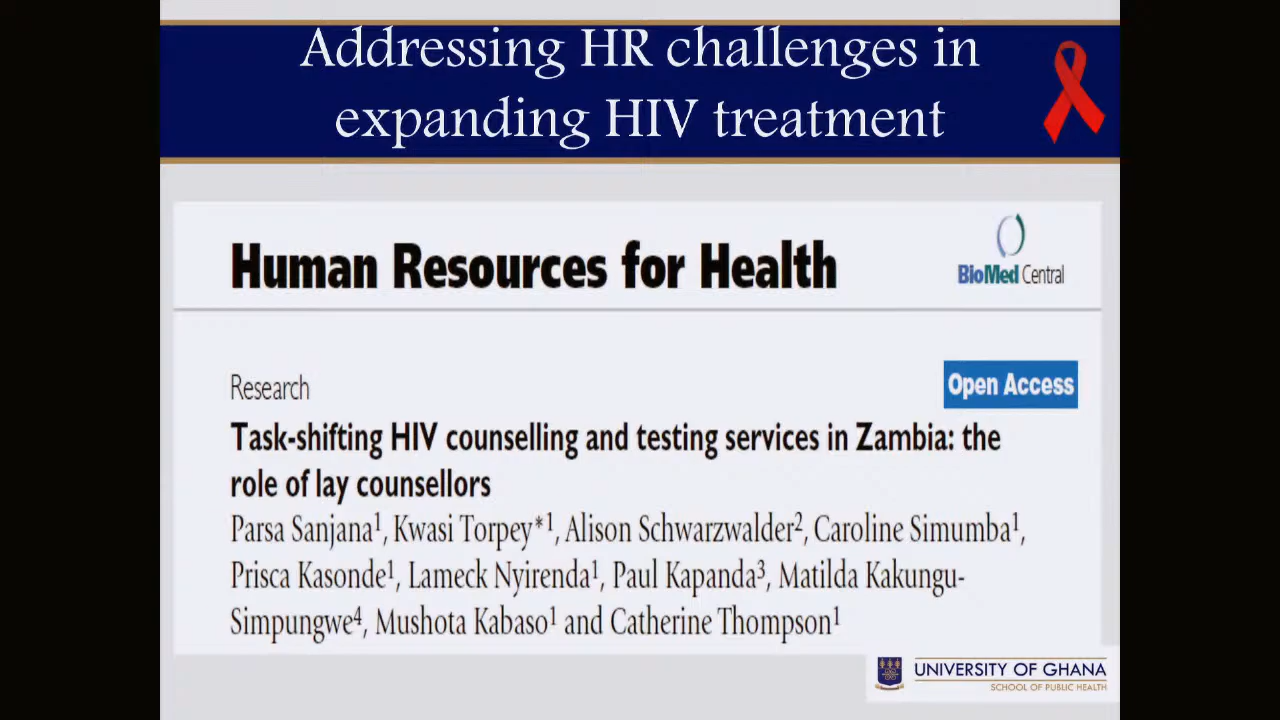 Addressing HR challenges in
expanding HIV treatment
Human Resources for Health
BioMed Central
Research
Open Access
Task-shifting HIV counselling and testing services in Zambia: the
role of lay counsellors
Parsa Sanjana1, Kwasi Torpey*1, Alison Schwarzwalder2, Caroline Simumba1,
Prisca Kasonde1, Lameck Nyirenda1, Paul Kapanda3, Matilda Kakungu-
Simpungwe4, Mushota Kabaso1 and Catherine Thompson1
UNIVERSITY OF GHANA
SCHOOL OF PUBLIC HEALTH